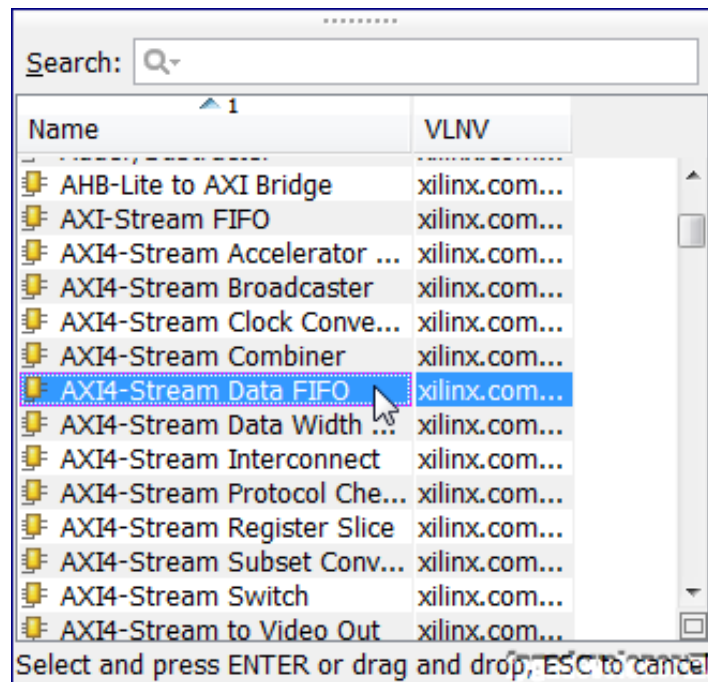 Search:
1
Name VLNV
AHB-Lite to AXI Bridge xilinx.com...
AXI-Stream FIFO xilinx.com...
AXI4-Stream Accelerator ... xilinx.com...
AXI4-Stream Broadcaster xilinx.com...
AXI4-Stream Clock Conve... xilinx.com...
AXI4-Stream Combiner xilinx.com...
AXI4-Stream Data FIFO xilinx.com...
AXI4-Stream Data Width ... xilinx.com...
AXI4-Stream Interconnect xilinx.com...
AXI4-Stream Protocol Che... xilinx.com...
AXI4-Stream Register Slice xilinx.com...
AXI4-Stream Subset Conv... xilinx.com...
AXI4-Stream Switch xilinx.com...
AXI4-Stream to Video Out xilinx.com...
Select and press ENTER or drag and drop, ESC to cancel